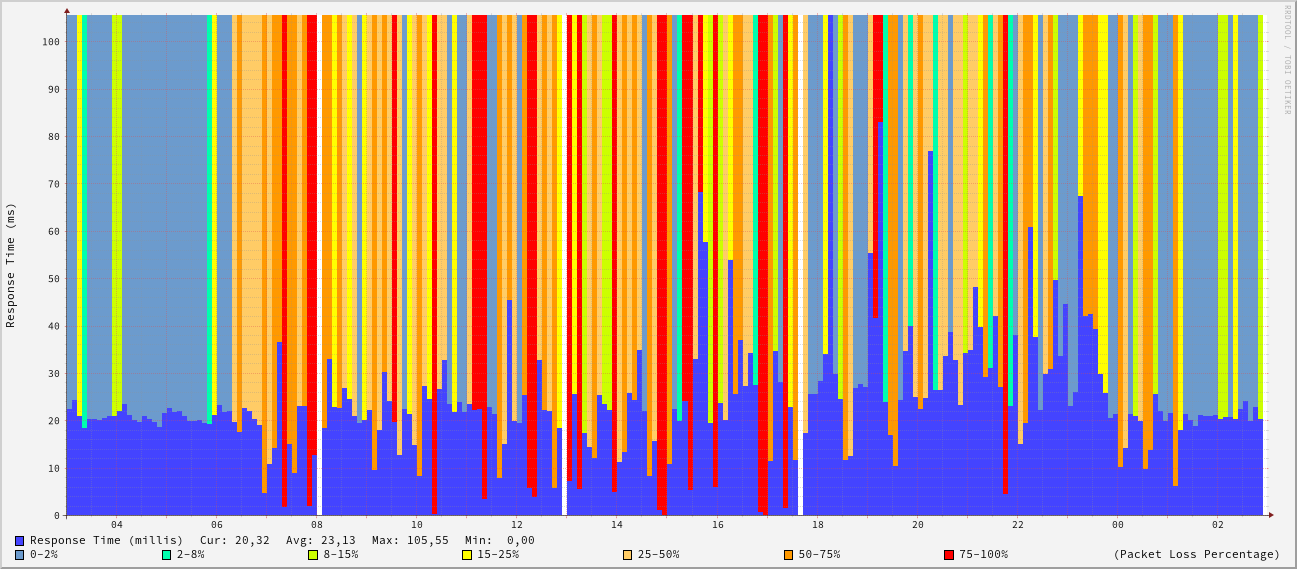 RRDTOOL / TOBI OETIKER
Response Time (ms)
100
90
80
70
60
50
40
30
20
10
0
04 06 08 10 12 14 16 18 20 22 00 02
Response Time (millis) Cur: 20,32 Avg: 23,13 Max: 105,55 Min: 0,00
0-2% 2-8% 8-15% 15-25% 25-50% 50-75% 75-100% (Packet Loss Percentage)